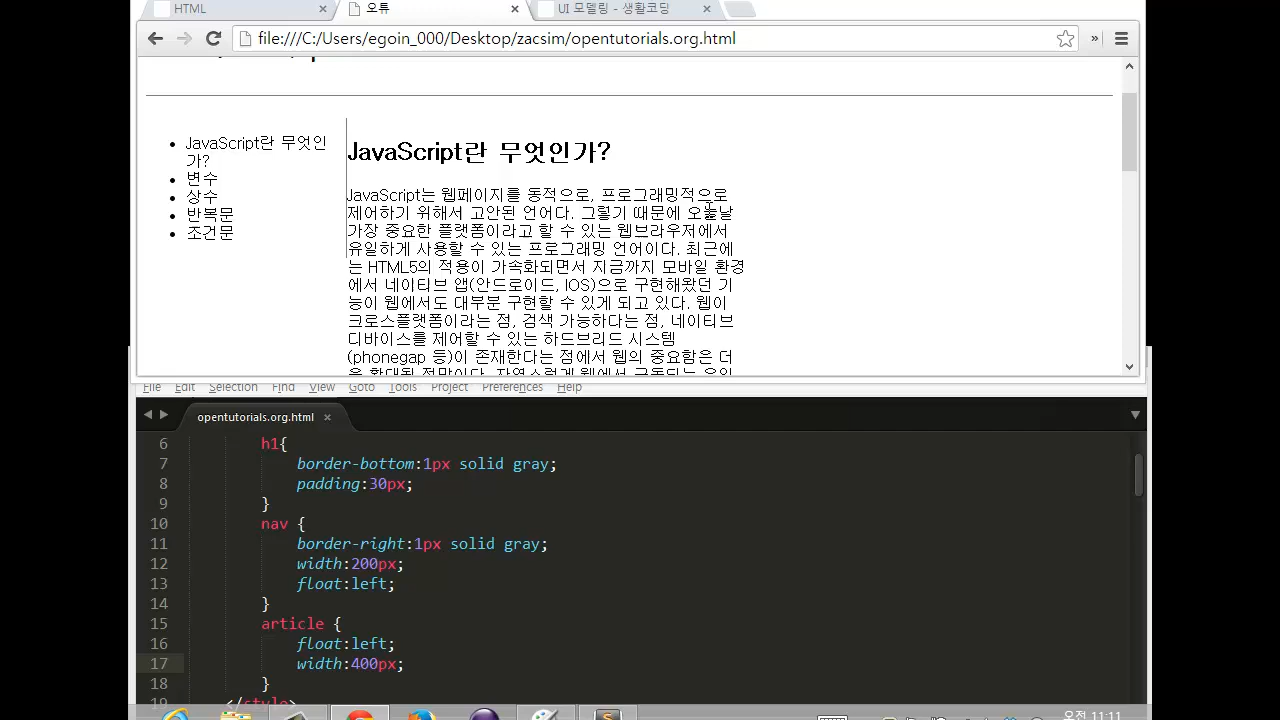 HTML
오류
UI 모델링 - 생활코딩
file:///C:/Users/egoin_000/Desktop/zacsim/opentutorials.org.html
»
JavaScript란 무엇인
가?
변수
상수
반복문
조건문
JavaScript란 무엇인가?
JavaScript는 웹페이지를 동적으로, 프로그래밍적으로
제어하기 위해서 고안된 언어다. 그렇기 때문에 오늘날
가장 중요한 플랫폼이라고 할 수 있는 웹브라우저에서
유일하게 사용할 수 있는 프로그래밍 언어이다. 최근에
는 HTML5의 적용이 가속화되면서 지금까지 모바일 환경
에서 네이티브 앱(안드로이드, IOS)으로 구현해왔던 기
능이 웹에서도 대부분 구현할 수 있게 되고 있다. 웹이
크로스플랫폼이라는 점, 검색 가능하다는 점, 네이티브
디바이스를 제어할 수 있는 하드브리드 시스템
(phonegap 등)이 존재한다는 점에서 웹의 중요함은 더
File Edit Selection Find View Goto Tools Project Preferences Help
opentutorials.org.html
6 h1{
7 border-bottom:1px solid gray;
8 padding:30px;
9 }
10 nav {
11 border-right:1px solid gray;
12 width:200px;
13 float:left;
14 }
15 article {
16 float:left;
17 width:400px;
18 }
19 </style>
오전 11:11